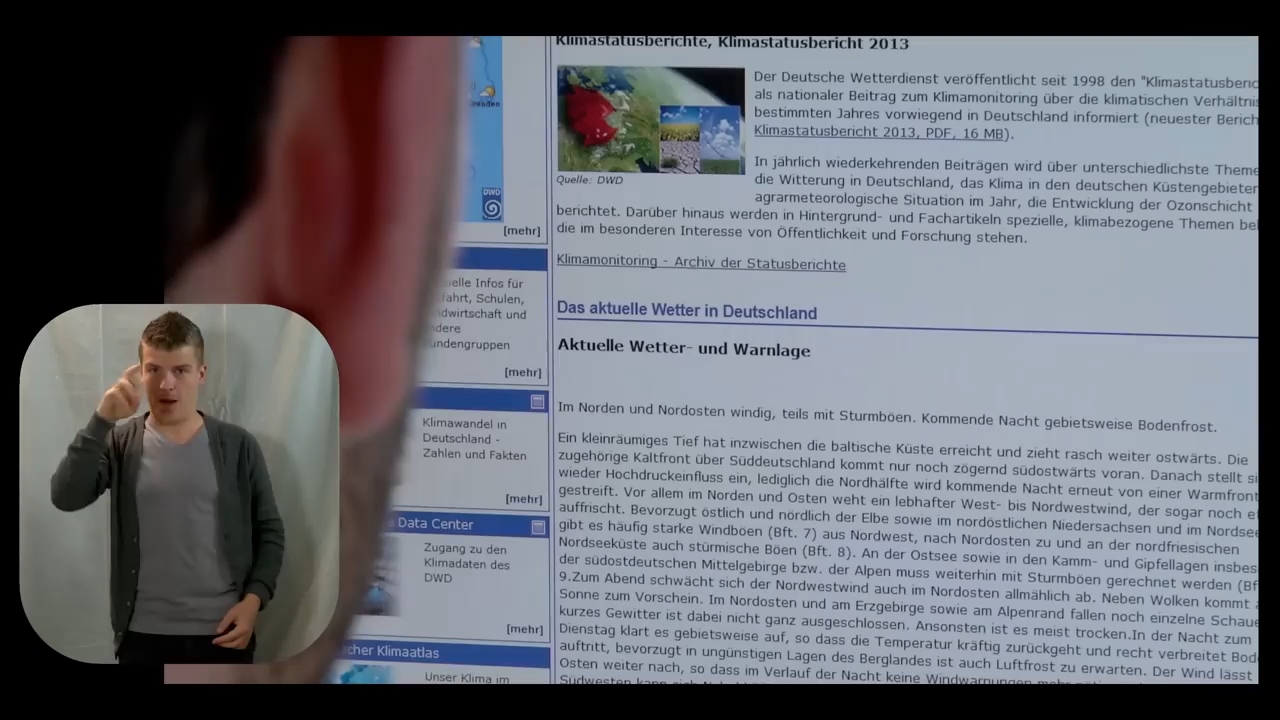 Klimastatusberichte, Klimastatusbericht 2013
Der Deutsche Wetterdienst veröffentlicht seit 1998 den
als nationaler Beitrag zum Klimamonitoring über die klimatischen
bestimmten Jahres vorwiegend in Deutschland informiert (neuester
Klimastatusbericht 2013, PDF, 16 MB).
Quelle: DWD
In jährlich wiederkehrenden Beiträgen wird über unterschiedlichste
die Witterung in Deutschland, das Klima in den deutschen
agrarmeteorologische Situation im Jahr, die Entwicklung der Ozonschicht
berichtet. Darüber hinaus werden in Hintergrund- und Fachartikeln spezielle, klimabezogene Themen
die im besonderen Interesse von Öffentlichkeit und Forschung stehen.
Klimamonitoring - Archiv der Statusberichte
Das aktuelle Wetter in Deutschland
Aktuelle Wetter- und Warnlage
Im Norden und Nordosten windig, teils mit Sturmböen. Kommende Nacht gebietsweise Bodenfrost.
Ein kleinräumiges Tief hat inzwischen die baltische Küste erreicht und zieht rasch weiter ostwärts. Die
zugehörige Kaltfront über Süddeutschland kommt nur noch zögernd südostwärts voran. Danach stellt
wieder Hochdruckeinfluss ein, lediglich die Nordhälfte wird kommende Nacht erneut von einer Warmfront
gestreift. Vor allem im Norden und Osten weht ein lebhafter West- bis Nordwestwind, der sogar noch
auffrischt. Bevorzugt östlich und nördlich der Elbe sowie im nordöstlichen Niedersachsen und im
gibt es häufig starke Windböen (Bft. 7) aus Nordwest, nach Nordosten zu und an der nordfriesischen
Nordseeküste auch stürmische Böen (Bft. 8). An der Ostsee sowie in den Kamm- und Gipfellagen
der südostdeutschen Mittelgebirge bzw. der Alpen muss weiterhin mit Sturmböen gerechnet werden
9.Zum Abend schwächt sich der Nordwestwind auch im Nordosten allmählich ab. Neben Wolken kommt
Sonne zum Vorschein. Im Nordosten und am Erzgebirge sowie am Alpenrand fallen noch einzelne
kurzes Gewitter ist dabei nicht ganz ausgeschlossen. Ansonsten ist es meist trocken.In der Nacht zum
Dienstag klart es gebietsweise auf, so dass die Temperatur kräftig zurückgeht und recht verbreitet
auftritt, bevorzugt in ungünstigen Lagen des Berglandes ist auch Luftfrost zu erwarten. Der Wind lässt
Osten weiter nach, so dass im Verlauf der Nacht keine Windwarnungen
DWD
[mehr]
Infos für
Schulen,
und
[mehr]
Klimawandel in
Deutschland -
Zahlen und Fakten
[mehr]
Data Center
Zugang zu den
Klimadaten des
DWD
[mehr]
Klimaatlas
Unser Klima im